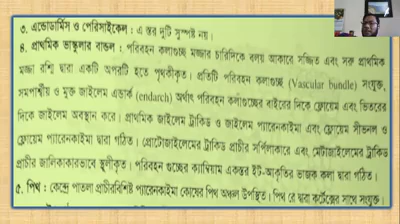 ৩. এন্ডোডার্মিস ও পেরিসাইকেল : এ স্তর দুটি সুস্পষ্ট নয়।
৪. প্রাথমিক ভাস্কুলার বান্ডল : পরিবহন কলাগুচ্ছ মজ্জার চারিদিকে বলয় আকারে সজ্জিত এবং সরু প্রাথমিক
মজ্জা রশ্মি দ্বারা একটি অপরটি হতে পৃথকীকৃত। প্রতিটি পরিবহন কলাগুচ্ছ (Vascular bundle) সংযুক্ত,
সমপার্শ্বীয় ও মুক্ত জাইলেম এন্ডার্ক (endarch) অর্থাৎ পরিবহন কলাগুচ্ছের বাইরের দিকে ফ্লোয়েম এবং ভিতরের
দিকে জাইলেম অবস্থান করে। প্রাথমিক জাইলেম ট্রাকিড ও জাইলেম প্যারেনকাইমা এবং ফ্লোয়েম সীভনল ও
ফ্লোয়েম প্যারেনকাইমা দ্বারা গঠিত। প্রোটোজাইলেমের ট্রাকিড প্রাচীর সর্পিলাকারে এবং মেটাজাইলেমের ট্রাকিড
প্রাচীর জালিকাকারভাবে স্থূলীকৃত। পরিবহন গুচ্ছের ক্যাম্বিয়াম একস্তর ইট-আকৃতির ভাজক কলা দ্বারা গঠিত।
৫. পিথ : কেন্দ্রে পাতলা প্রাচীরবিশিষ্ট প্যারেনকাইমা কোষের পিথ অঞ্চল উপস্থিত। পিথ রে দ্বারা কর্টেক্সের সাথে সংযুক্ত।